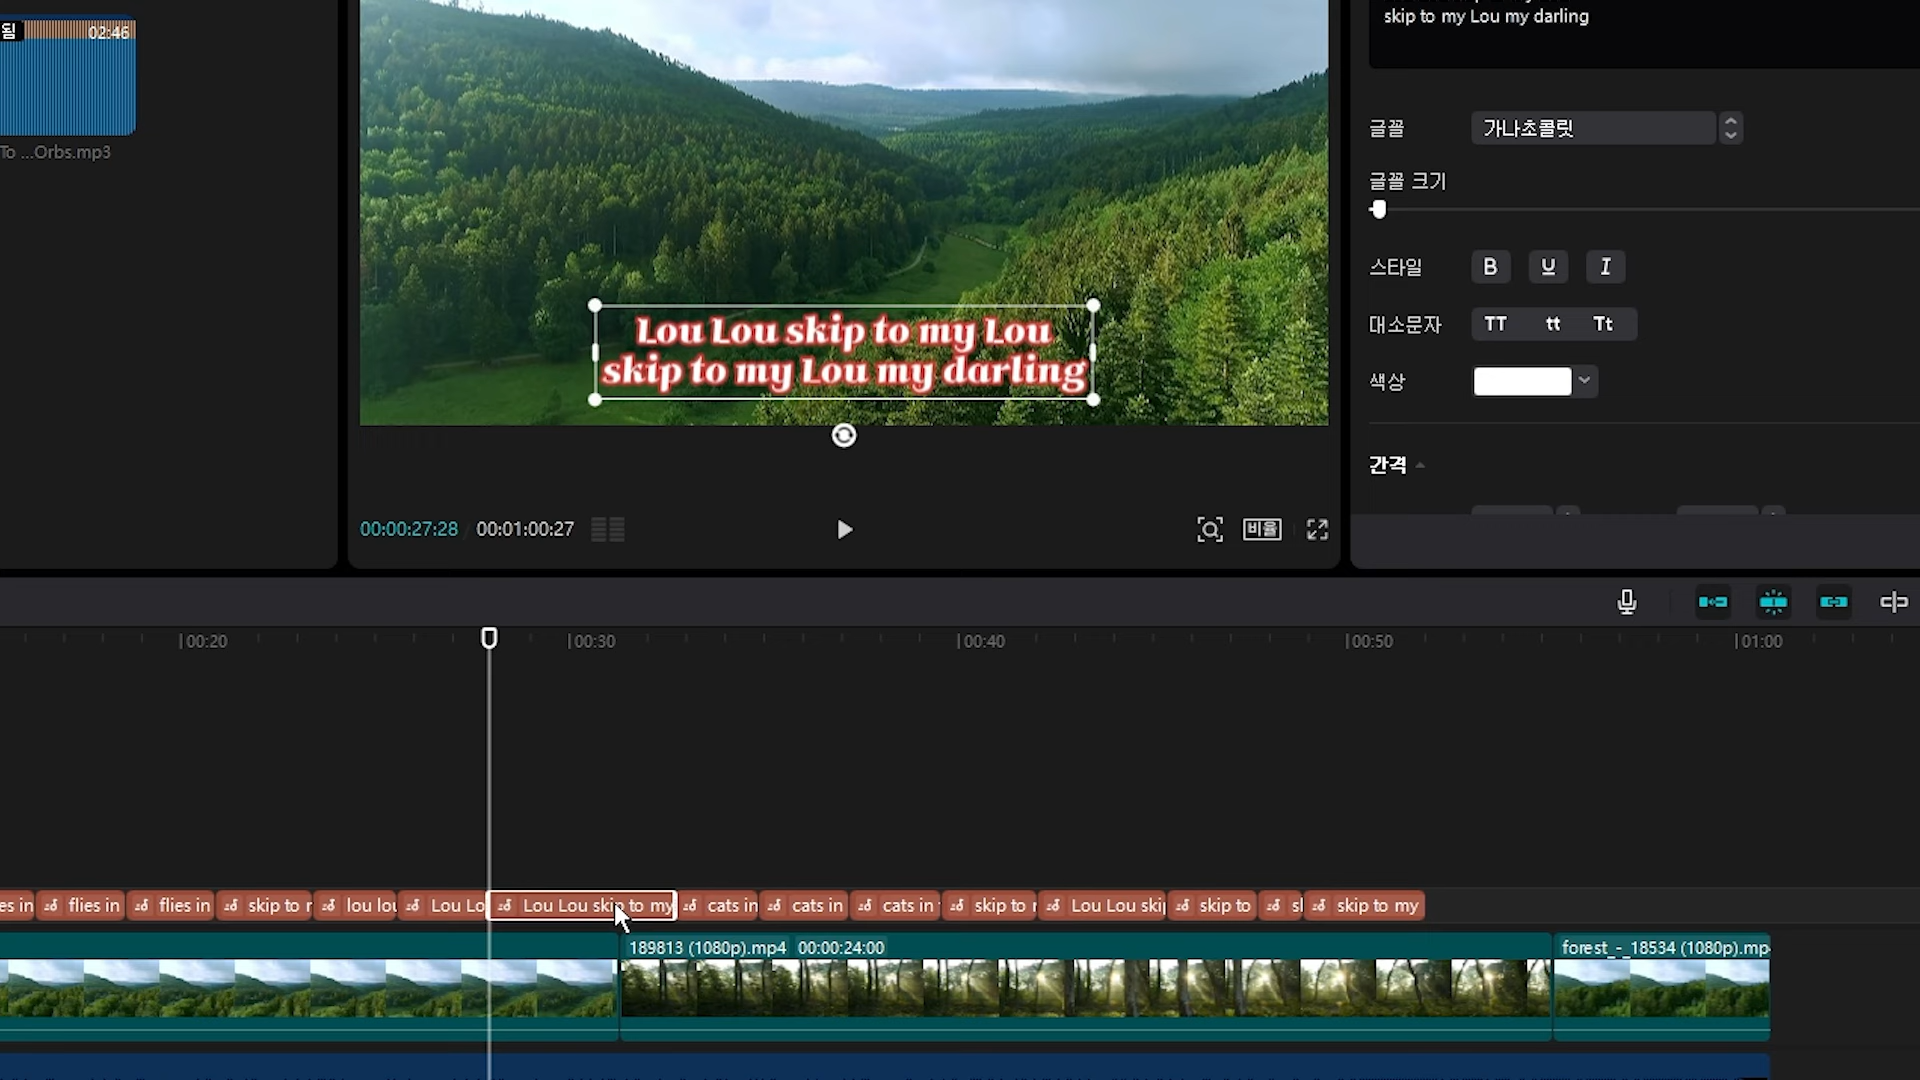 됨
02:46
To ...Orbs.mp3
Lou Lou skip to my Lou
skip to my Lou my darling
00:00:27:28 / 00:01:00:27
비율
skip to my Lou my darling
글꼴
가나초콜릿
글꼴 크기
스타일
B
U
I
대소문자
TT
tt
Tt
색상
간격
00:20
00:30
00:40
00:50
01:00
es in
flies in
flies in
skip to r
lou lou
Lou Lo
Lou Lou skip to my
cats in
cats in
cats in
skip to r
Lou Lou skip
skip to
sl
skip to my
189813 (1080p).mp4 00:00:24:00
forest_-_18534 (1080p).mp4